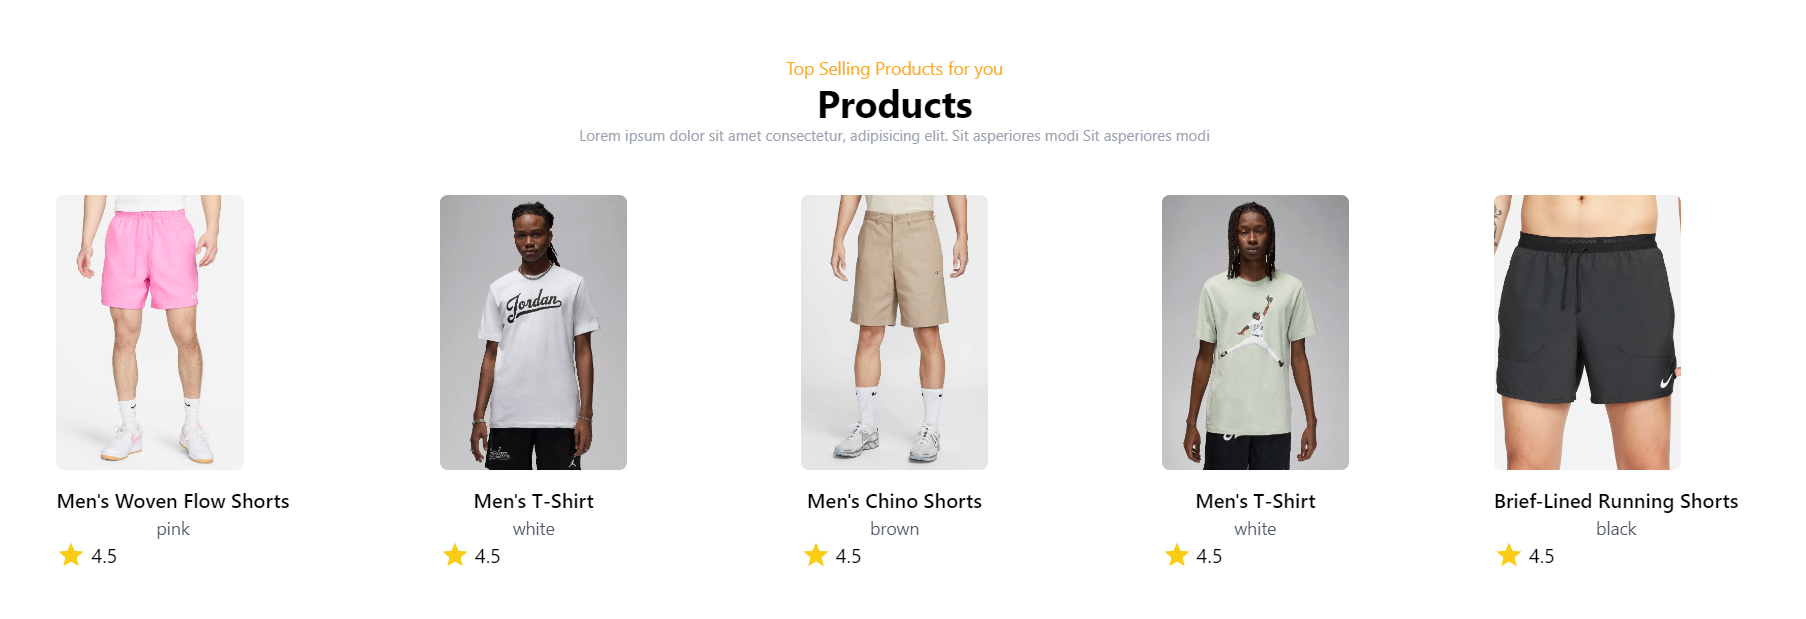 Top Selling Products for you
Products
Lorem ipsum dolor sit amet consectetur, adipisicing elit. Sit asperiores modi Sit asperiores modi
Jordan
Men's Woven Flow Shorts
pink
4.5
Men's T-Shirt
white
4.5
Men's Chino Shorts
brown
4.5
Men's T-Shirt
white
4.5
Brief-Lined Running Shorts
black
4.5